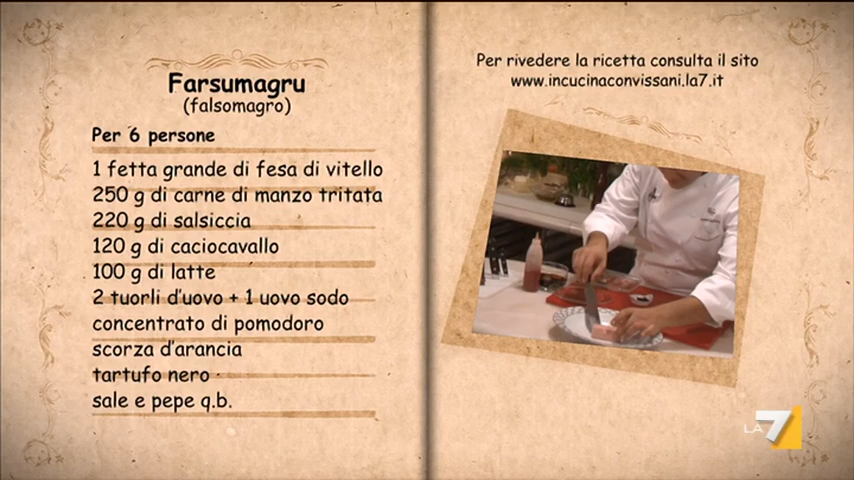 Farsumagru
(falsomagro)
Per 6 persone
1 fetta grande di fesa di vitello
250 g di carne di manzo tritata
220 g di salsiccia
120 g di caciocavallo
100 g di latte
2 tuorli d'uovo + 1 uovo sodo
concentrato di pomodoro
scorza d'arancia
tartufo nero
sale e pepe q.b.
Per rivedere la ricetta consulta il sito
www.incucinaconvissani.la7.it
LA7